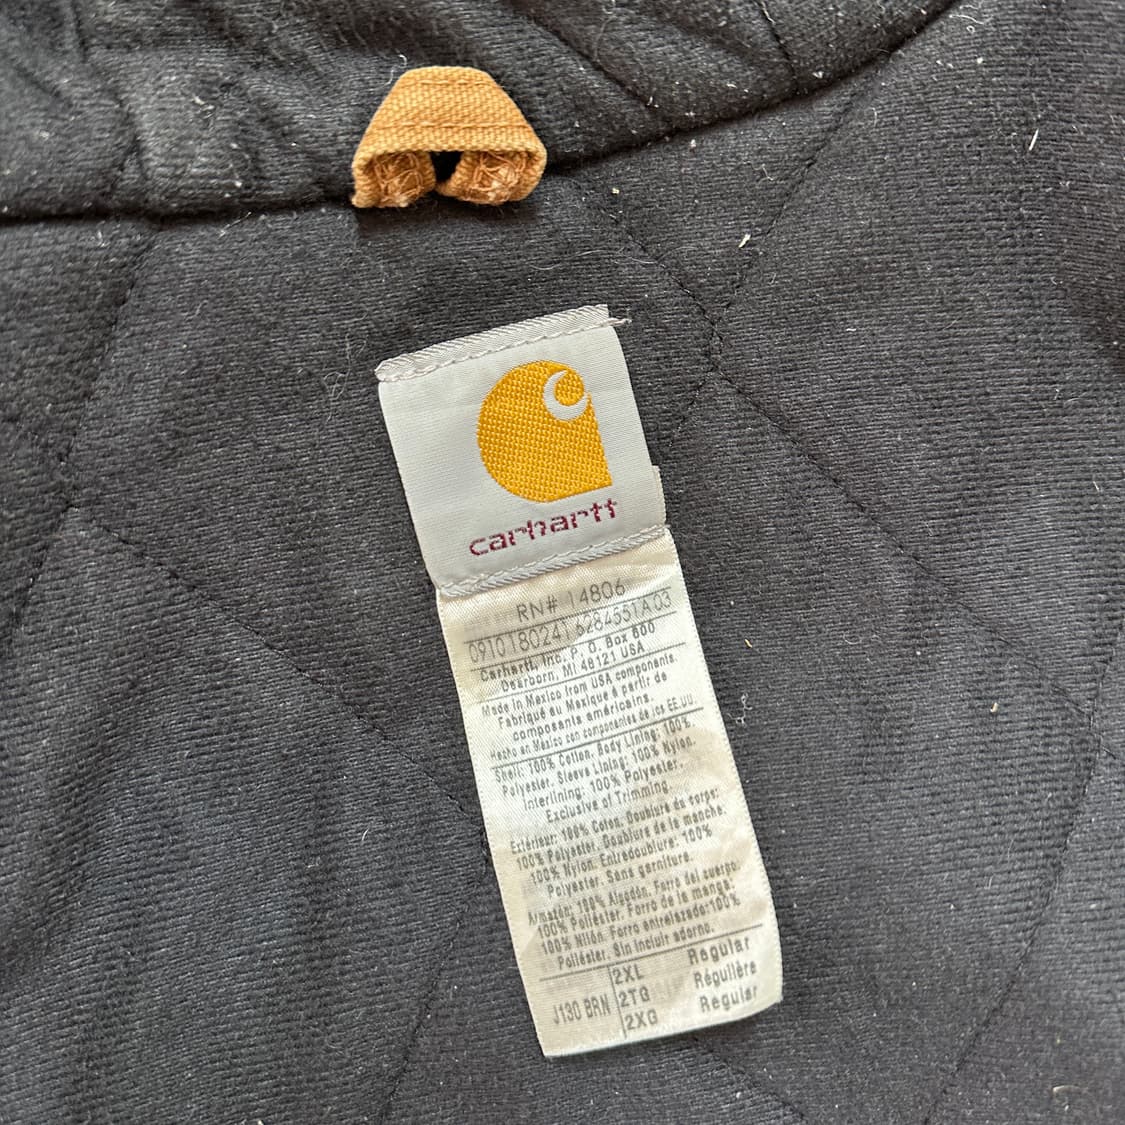 carhartt
RN# 14806
0910180241 6284551A 03
Carhartt, Inc. P. O. Box 600
Dearborn, MI 48121 USA
Made in Mexico from USA components.
Fabriqué au Mexique à partir de
composants américains.
Hecho en México con componentes de los EE.UU.
Shell: 100% Cotton. Body Lining: 100%
Polyester. Sleeve Lining: 100% Nylon.
Interlining: 100% Polyester.
Exclusive of Trimming.
Extérieur: 100% Coton. Doublure du corps:
100% Polyester. Doublure de la manche:
100% Nylon. Entredoublure: 100%
Polyester. Sans garniture.
Armazón: 100% Algodón. Forro del cuerpo:
100% Poliéster. Forro de la manga:
100% Nilón. Forro entrelazado:100%
Poliéster. Sin incluir adorno.
J130 BRN
2XL Regular
2TG Régulière
2XG Regular